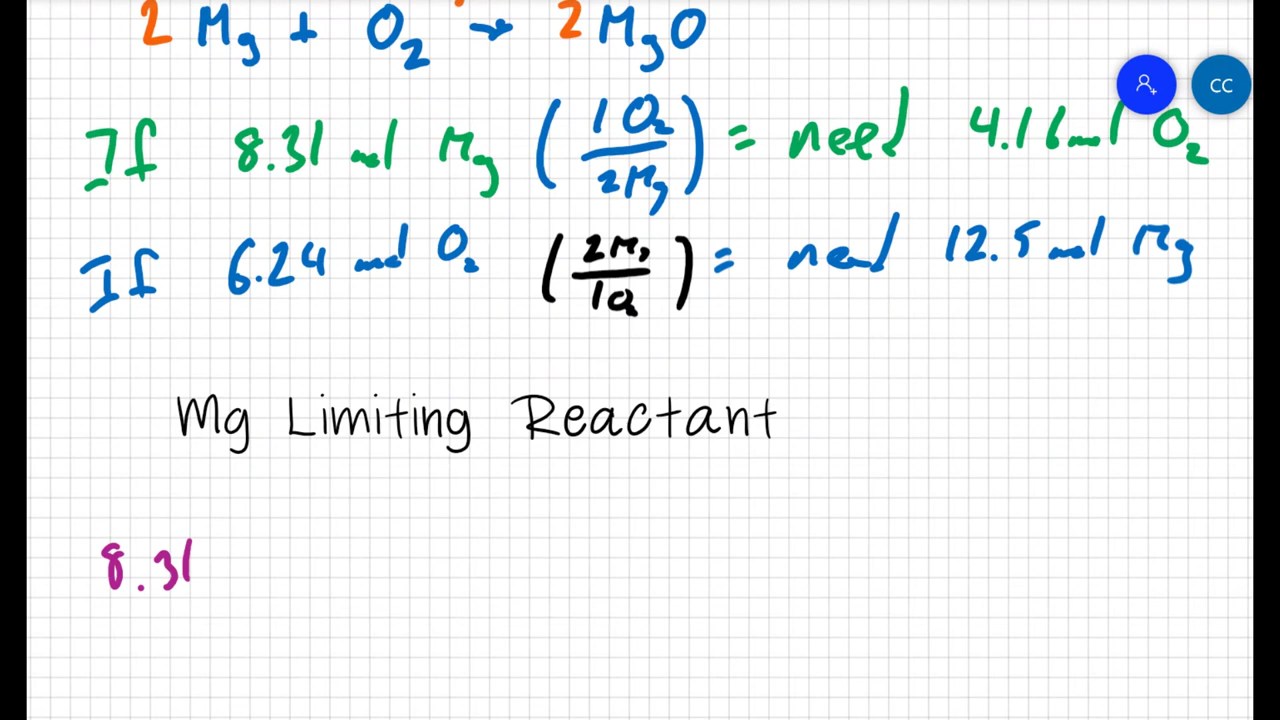 2 Mg + O₂ → 2 MgO
CC
If 8.31 mol Mg (1 O₂ / 2 Mg) = need 4.16 mol O₂
If 6.24 mol O₂ (2 Mg / 1 O₂) = need 12.5 mol Mg
Mg Limiting Reactant
8.31